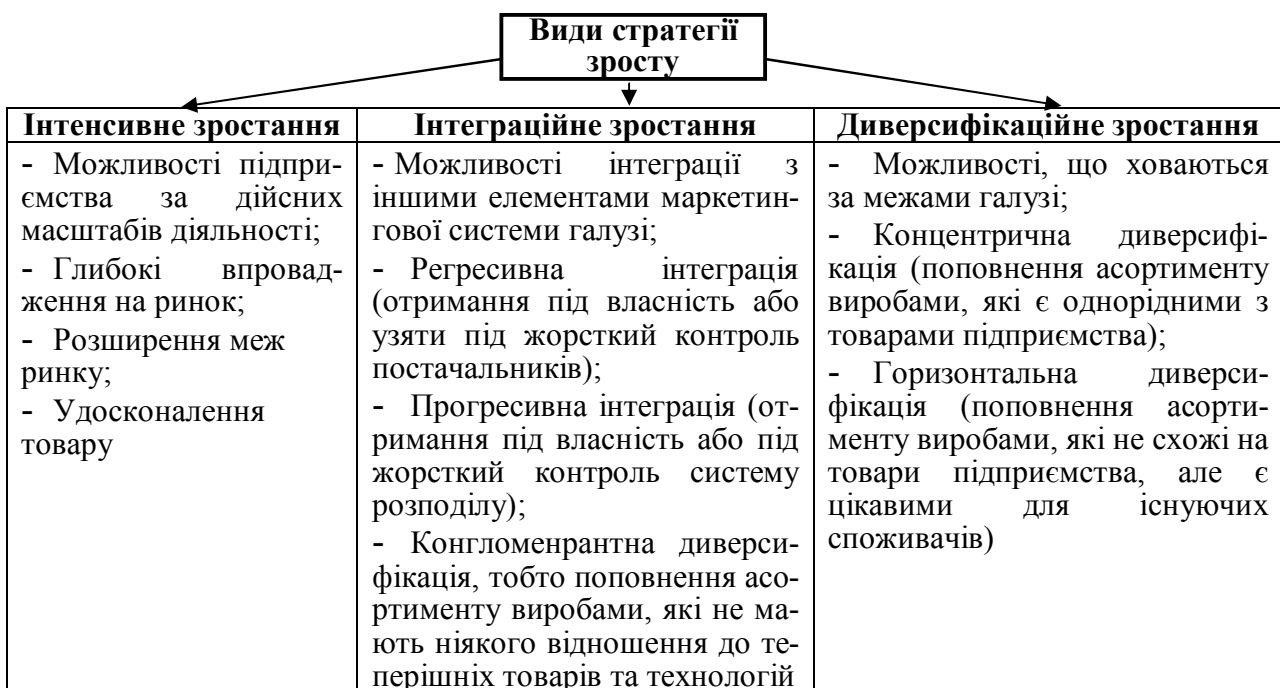 Види стратегії
зросту
Інтенсивне зростання
- Можливості підпри-
ємства за дійсних
масштабів діяльності;
- Глибокі впровад-
ження на ринок;
- Розширення меж
ринку;
- Удосконалення
товару
Інтеграційне зростання
- Можливості інтеграції з
іншими елементами маркетин-
гової системи галузі;
- Регресивна інтеграція
(отримання під власність або
узяти під жорсткий контроль
постачальників);
- Прогресивна інтеграція (от-
римання під власність або під
жорсткий контроль систему
розподілу);
- Конгломенрантна диверси-
фікація, тобто поповнення асо-
ртименту виробами, які не ма-
ють ніякого відношення до те-
перішніх товарів та технологій
Диверсифікаційне зростання
- Можливості, що ховаються
за межами галузі;
- Концентрична диверсифі-
кація (поповнення асортименту
виробами, які є однорідними з
товарами підприємства);
- Горизонтальна диверси-
фікація (поповнення асорти-
менту виробами, які не схожі на
товари підприємства, але є
цікавими для існуючих
споживачів)